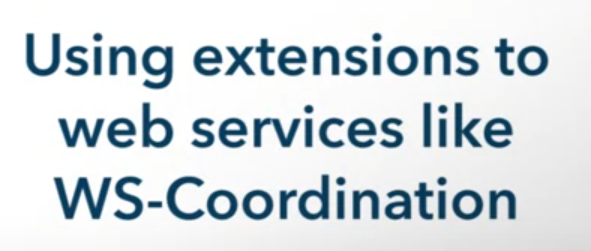 Using extensions to
web services like
WS-Coordination